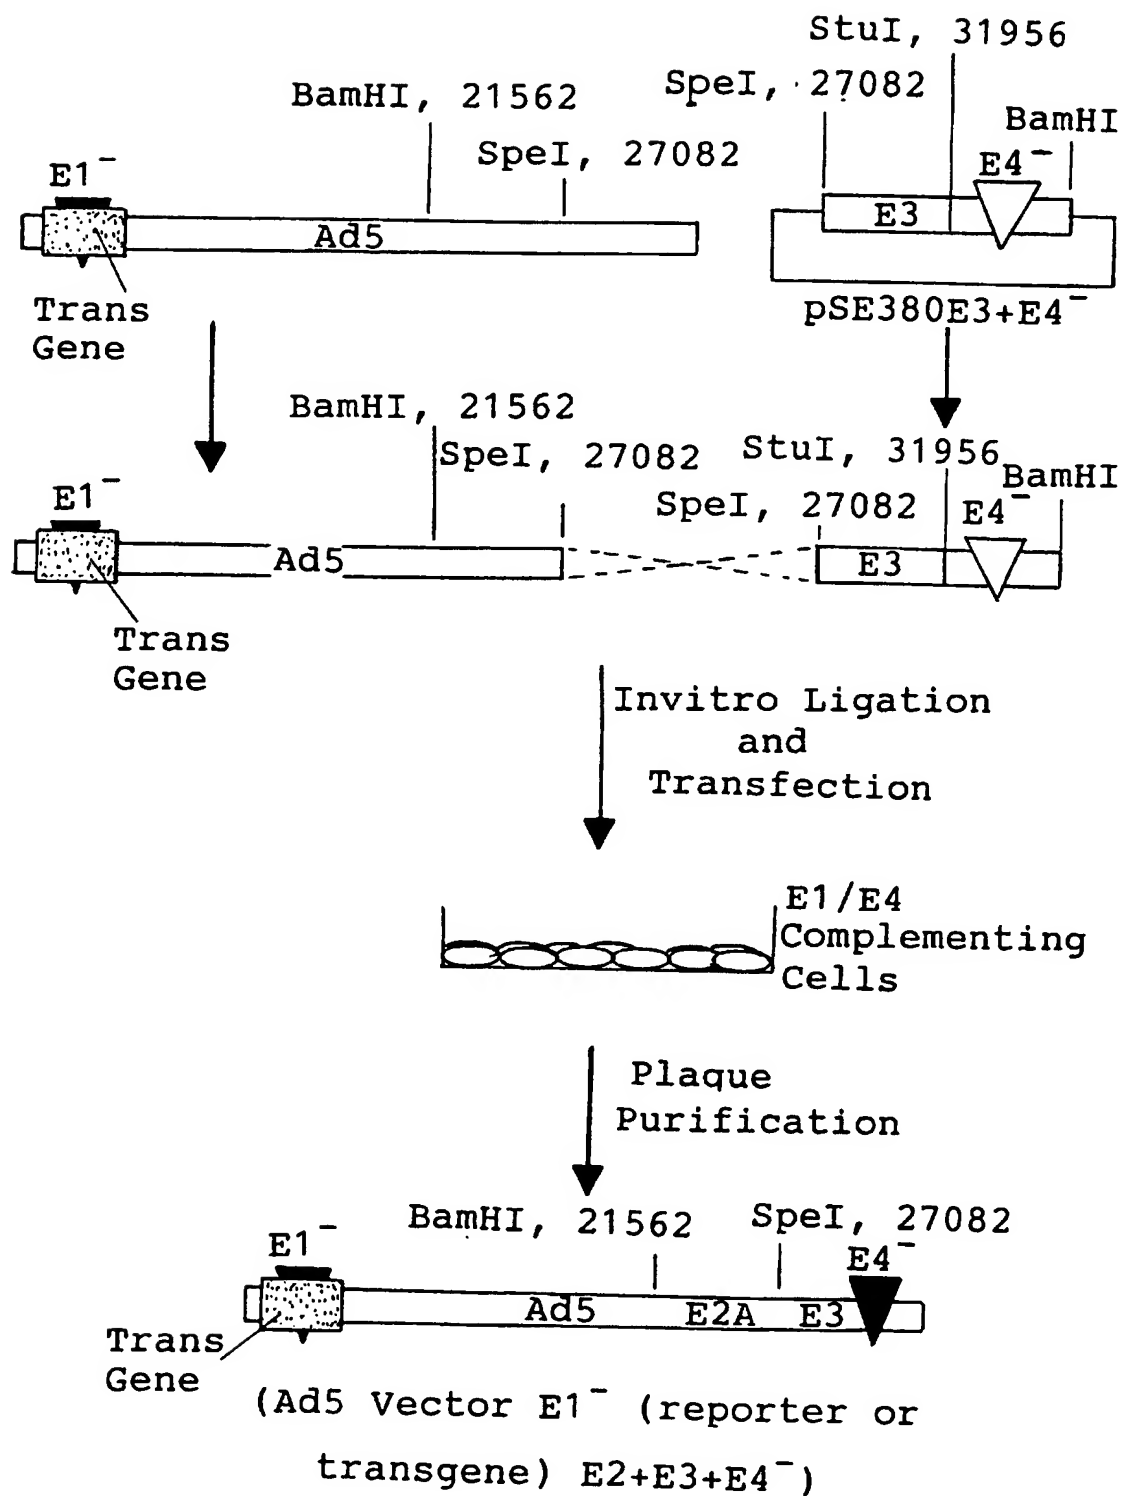 StuI, 31956
SpeI, 27082
BamHI, 21562
BamHI
SpeI, 27082
E4⁻
E1⁻
E3
Ad5
Trans
Gene
pSE380E3+E4⁻
BamHI, 21562
SpeI, 27082
StuI, 31956
BamHI
E1⁻
SpeI, 27082
E4⁻
Ad5
E3
Trans
Gene
Invitro Ligation
and
Transfection
E1/E4
Complementing
Cells
Plaque
Purification
BamHI, 21562
SpeI, 27082
E1⁻
E4⁻
Ad5
E2A
E3
Trans
Gene
(Ad5 Vector E1⁻ (reporter or
transgene) E2+E3+E4⁻)